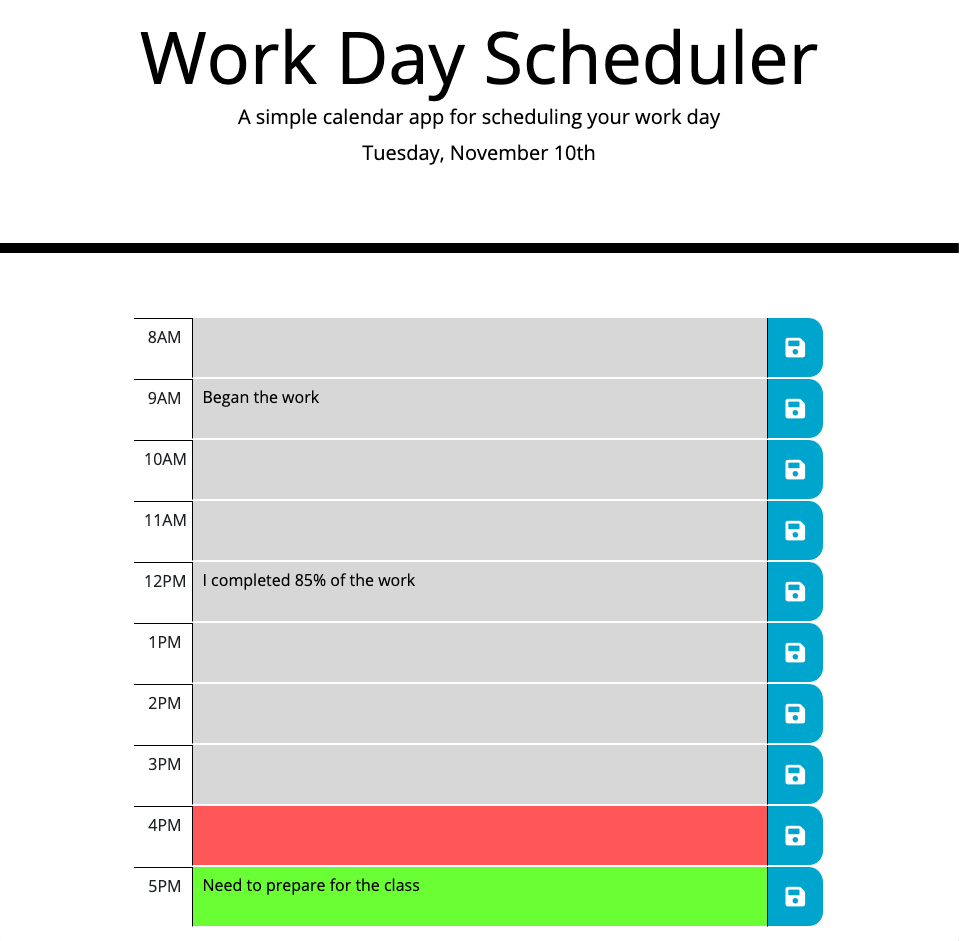 Work Day Scheduler
A simple calendar app for scheduling your work day
Tuesday, November 10th
8AM
9AM Began the work
10AM
11AM
12PM I completed 85% of the work
1PM
2PM
3PM
4PM
5PM Need to prepare for the class